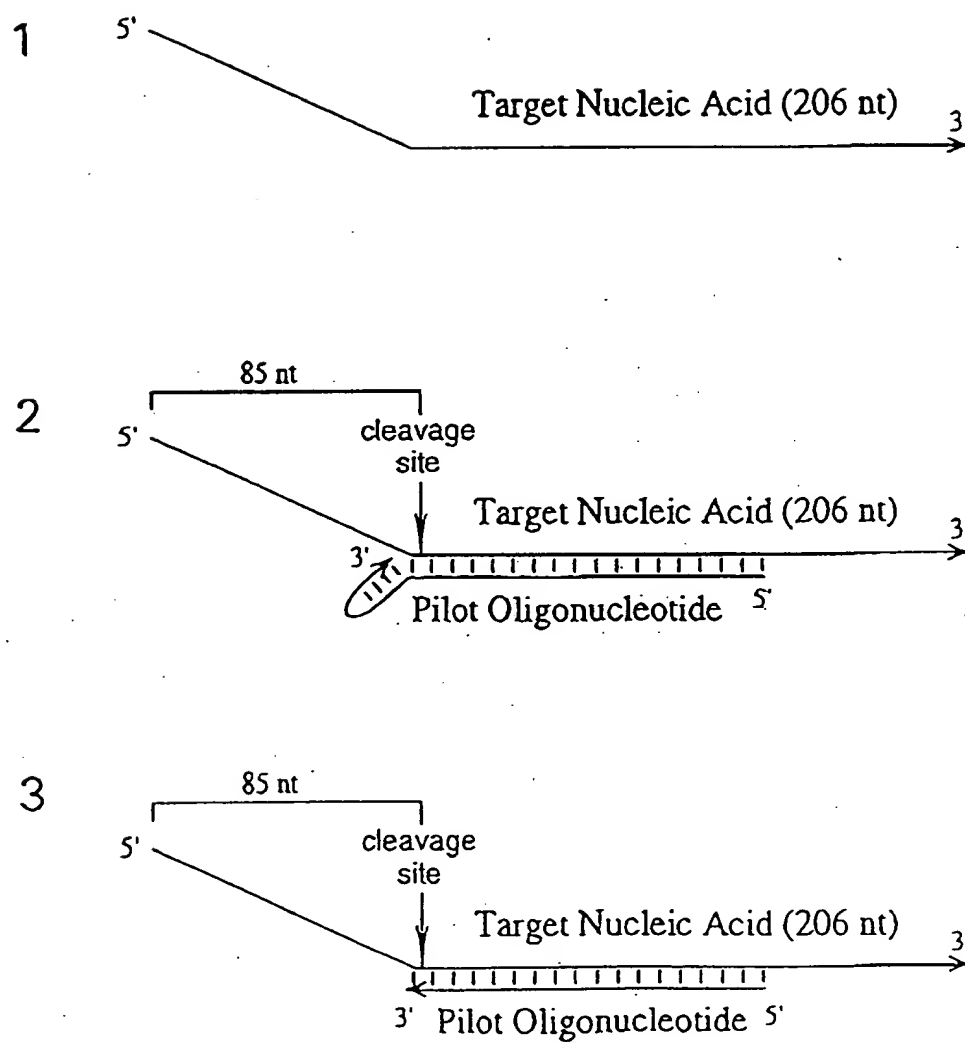 1
5'
Target Nucleic Acid (206 nt)
3
2
85 nt
5'
cleavage
site
Target Nucleic Acid (206 nt)
3
3'
Pilot Oligonucleotide 5'
3
85 nt
5'
cleavage
site
Target Nucleic Acid (206 nt)
3
3' Pilot Oligonucleotide 5'